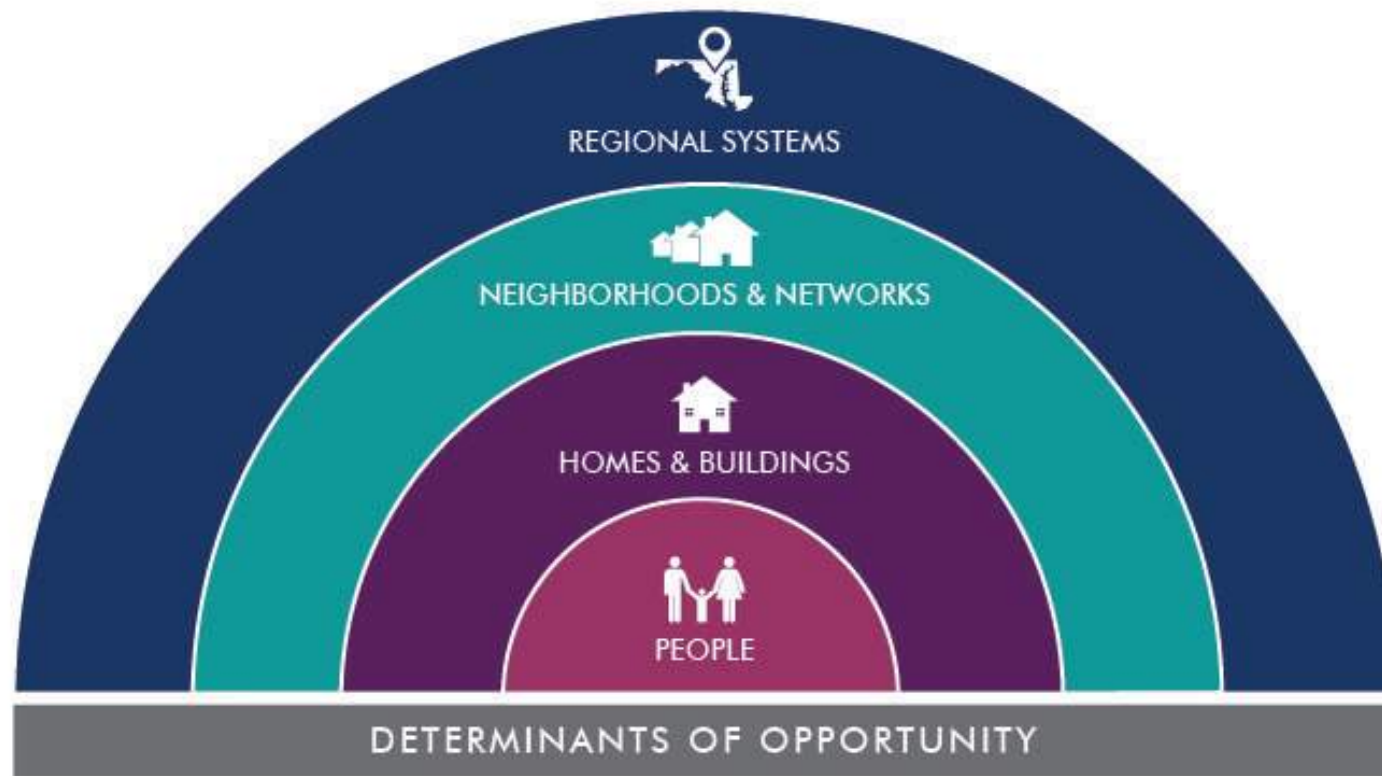 REGIONAL SYSTEMS
NEIGHBORHOODS & NETWORKS
HOMES & BUILDINGS
PEOPLE
DETERMINANTS OF OPPORTUNITY